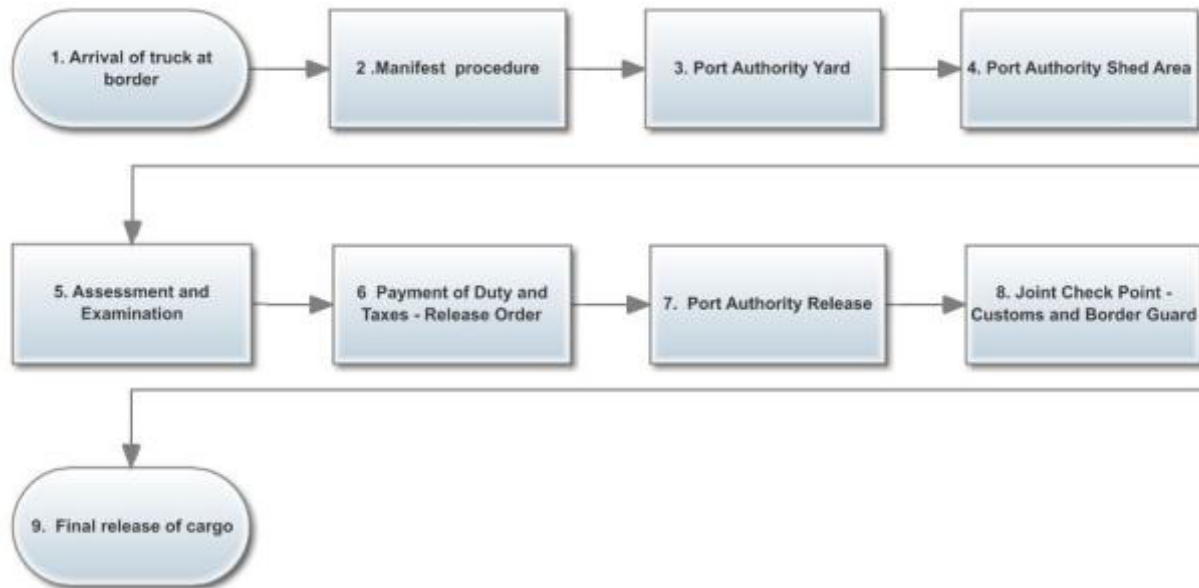 1. Arrival of truck at
border
2 .Manifest procedure
3. Port Authority Yard
4. Port Authority Shed Area
5. Assessment and
Examination
6 Payment of Duty and
Taxes - Release Order
7. Port Authority Release
8. Joint Check Point -
Customs and Border Guard
9. Final release of cargo